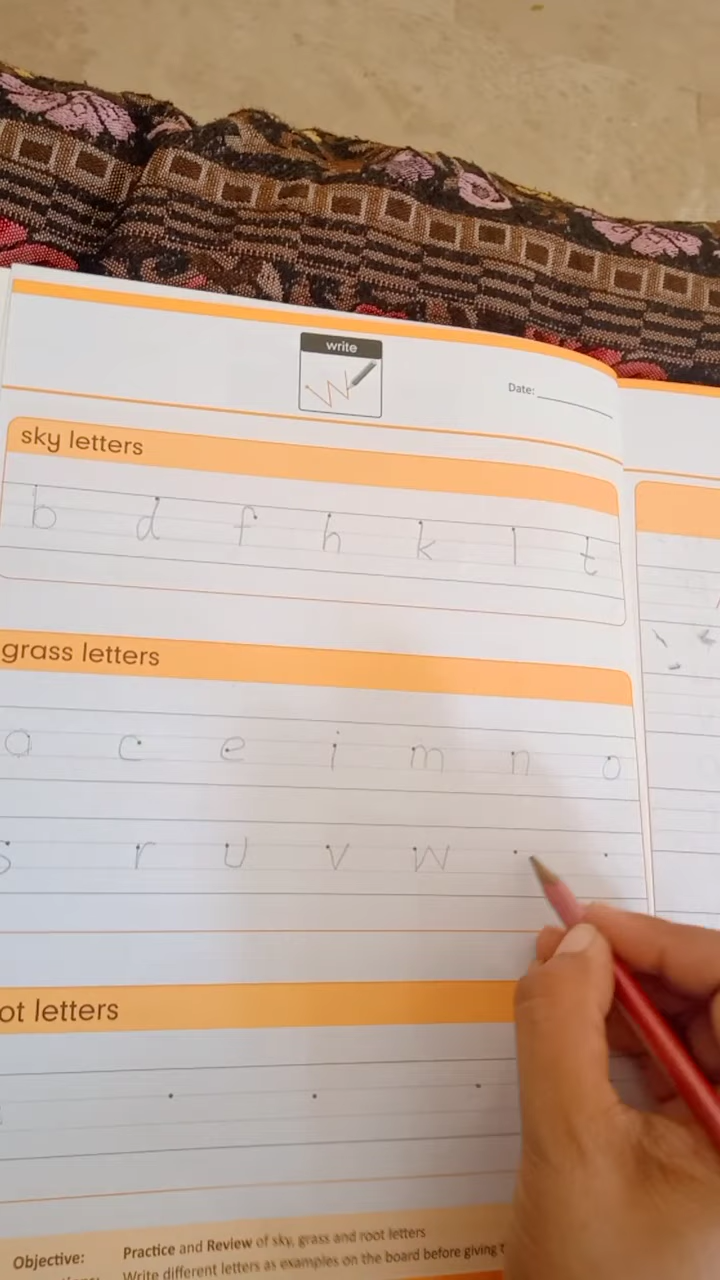 write
Date:
sky letters
b d f h k l t
grass letters
a c e i m n o
s r u v w
ot letters
Objective: Practice and Review of sky, grass and root letters
Write different letters as examples on the board before giving